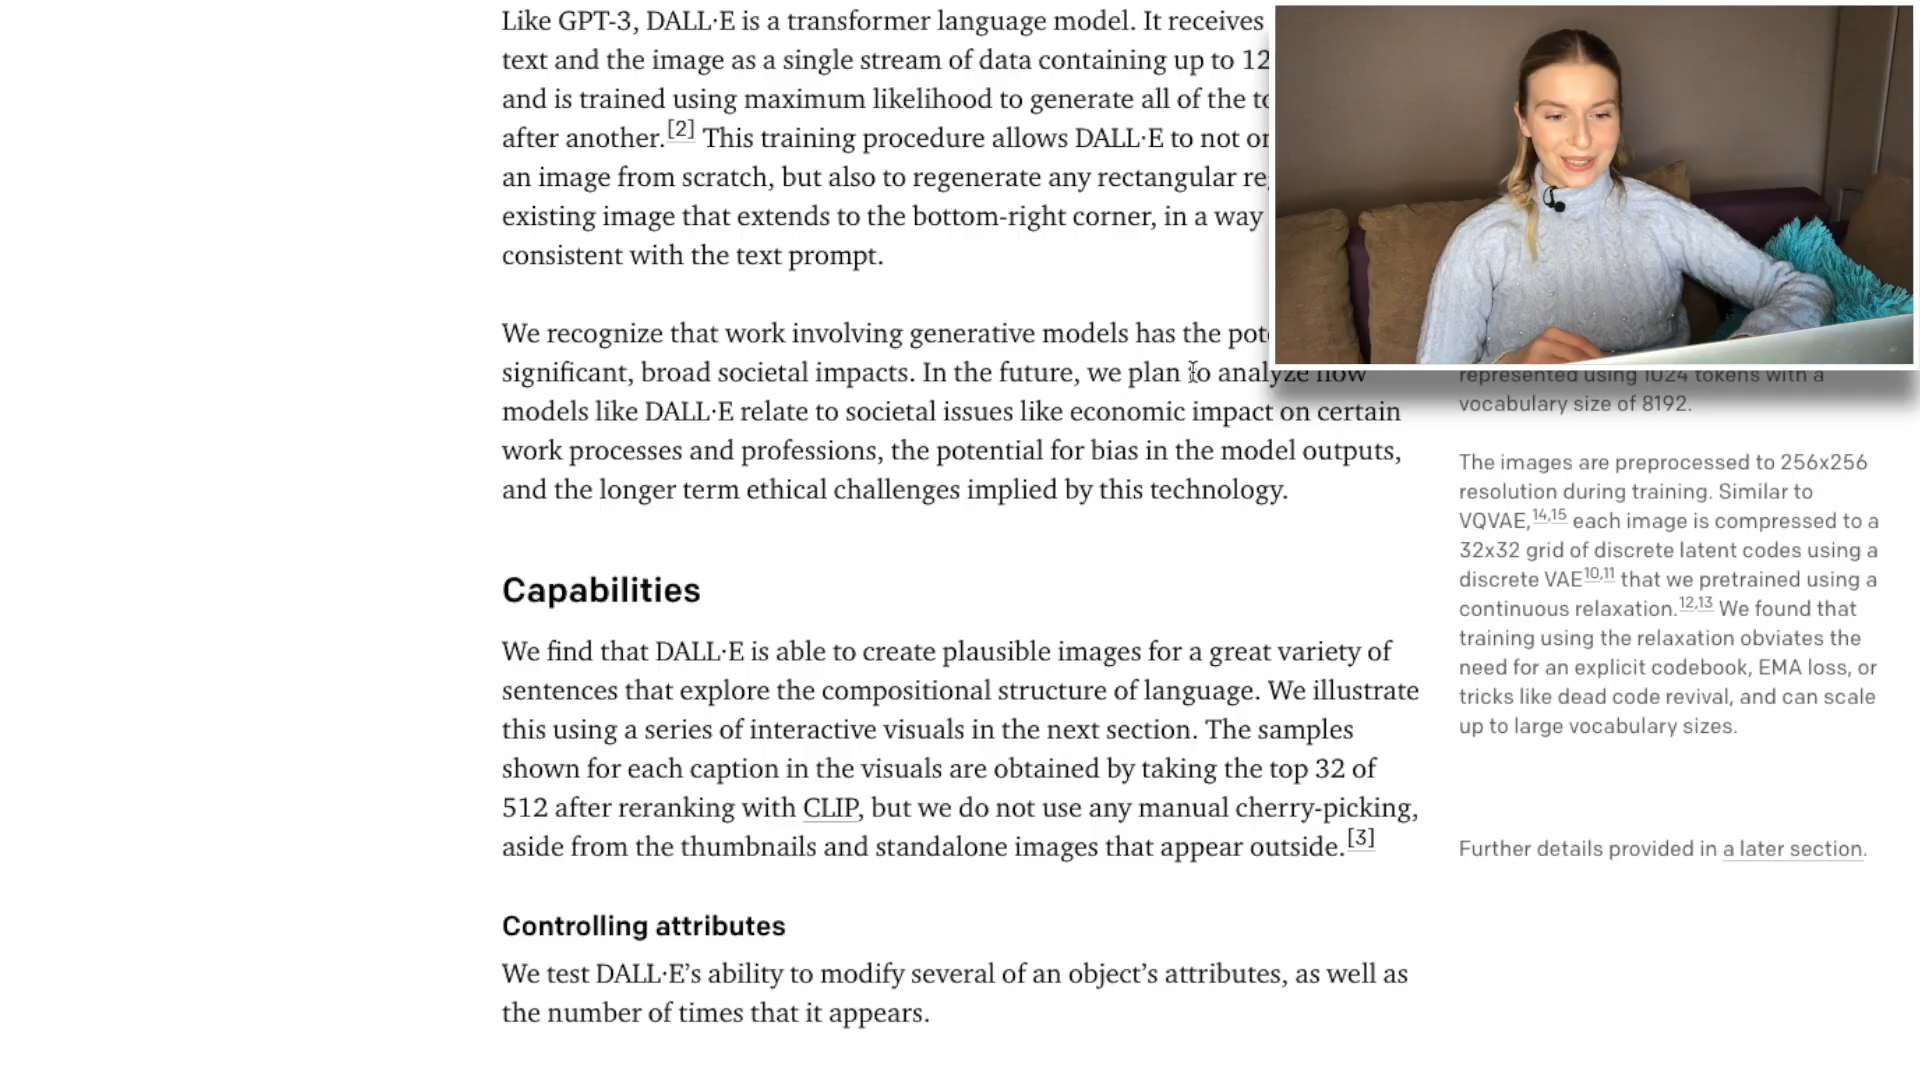 Like GPT-3, DALL·E is a transformer language model. It receives
text and the image as a single stream of data containing up to 12
and is trained using maximum likelihood to generate all of the
after another.[2] This training procedure allows DALL·E to not
an image from scratch, but also to regenerate any rectangular
existing image that extends to the bottom-right corner, in a way
consistent with the text prompt.
We recognize that work involving generative models has the
significant, broad societal impacts. In the future, we plan to analyze how
models like DALL·E relate to societal issues like economic impact on certain
work processes and professions, the potential for bias in the model outputs,
and the longer term ethical challenges implied by this technology.
Capabilities
We find that DALL·E is able to create plausible images for a great variety of
sentences that explore the compositional structure of language. We illustrate
this using a series of interactive visuals in the next section. The samples
shown for each caption in the visuals are obtained by taking the top 32 of
512 after reranking with CLIP, but we do not use any manual cherry-picking,
aside from the thumbnails and standalone images that appear outside.[3]
Controlling attributes
We test DALL·E’s ability to modify several of an object’s attributes, as well as
the number of times that it appears.
represented using 1024 tokens with a
vocabulary size of 8192.
The images are preprocessed to 256x256
resolution during training. Similar to
VQVAE,14,15 each image is compressed to a
32x32 grid of discrete latent codes using a
discrete VAE10,11 that we pretrained using a
continuous relaxation.12,13 We found that
training using the relaxation obviates the
need for an explicit codebook, EMA loss, or
tricks like dead code revival, and can scale
up to large vocabulary sizes.
Further details provided in a later section.